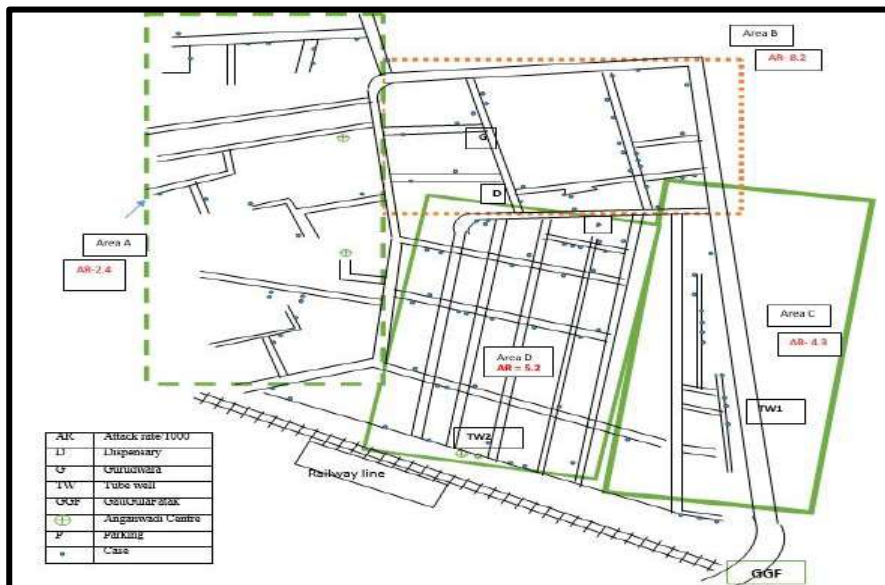 Area B
AR- 8.2
G
D
P
Area A
AR-2.4
Area C
AR- 4.3
Area D
AR = 5.2
TW1
TW2
Railway line
GGF
AR Attack rate/1000
D Dispensary
G Gurudwara
TW Tube well
GGF
Anganwadi Centre
P Parking
Case